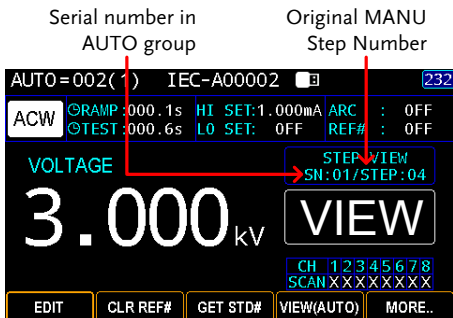 Serial number in AUTO group
Original MANU Step Number
AUTO=002(1) IEC-A00002 232
ACW RAMP:000.1s HI SET:1.000mA ARC : OFF
TEST:000.6s LO SET: OFF REF# : OFF
VOLTAGE
STEP VIEW
SN:01/STEP:04
3.000kV
VIEW
CH 1 2 3 4 5 6 7 8
SCAN X X X X X X X X
EDIT CLR REF# GET STD# VIEW(AUTO) MORE..